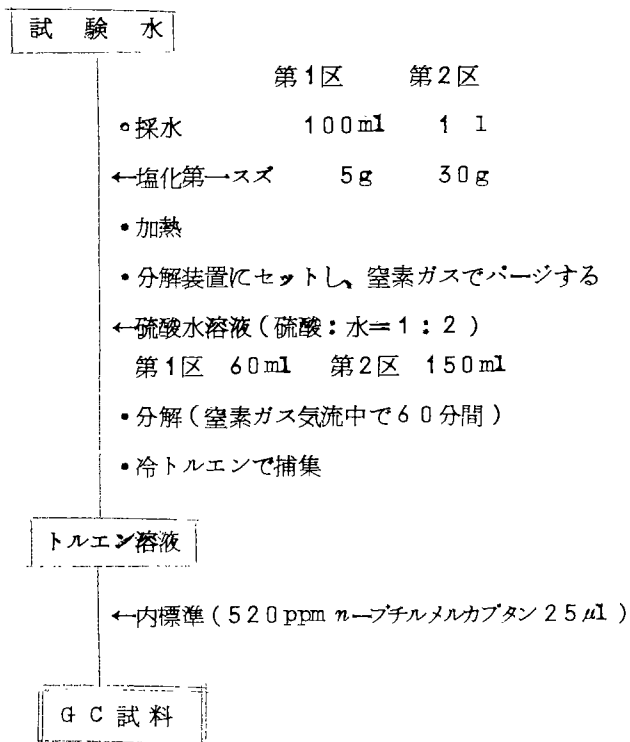 試験水
第1区 第2区
•採水 100ml 1 l
←塩化第一スズ 5g 30g
•加熱
•分解装置にセットし、窒素ガスでパージする
←硫酸水溶液(硫酸:水=1:2)
第1区 60ml 第2区 150ml
•分解(窒素ガス気流中で60分間)
•冷トルエンで捕集
トルエン溶液
←内標準(520ppm n-ブチルメルカプタン25μl)
GC試料